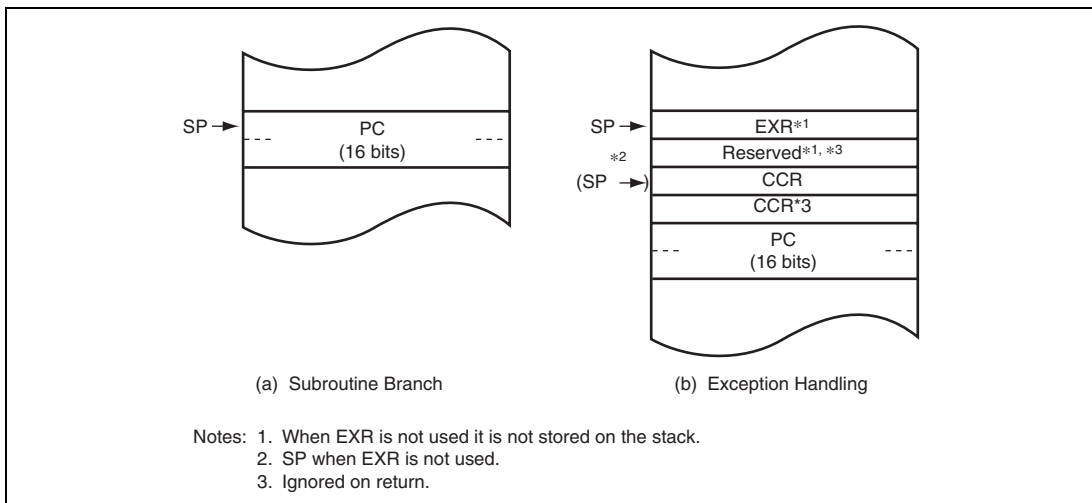 SP
PC
(16 bits)
(a) Subroutine Branch
SP
*2
(SP )
EXR*1
Reserved*1, *3
CCR
CCR*3
PC
(16 bits)
(b) Exception Handling
Notes: 1. When EXR is not used it is not stored on the stack.
2. SP when EXR is not used.
3. Ignored on return.